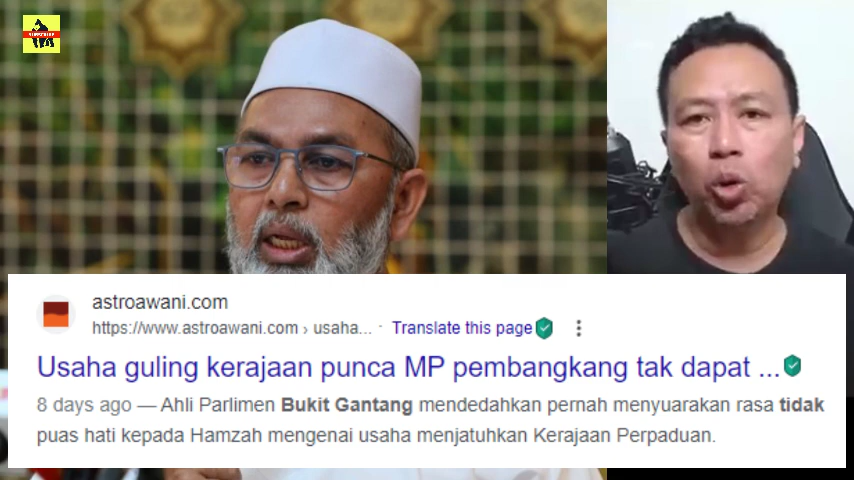 astroawani.com
https://www.astroawani.com › usaha... · Translate this page
Usaha guling kerajaan punca MP pembangkang tak dapat ...
8 days ago — Ahli Parlimen Bukit Gantang mendedahkan pernah menyuarakan rasa tidak
puas hati kepada Hamzah mengenai usaha menjatuhkan Kerajaan Perpaduan.